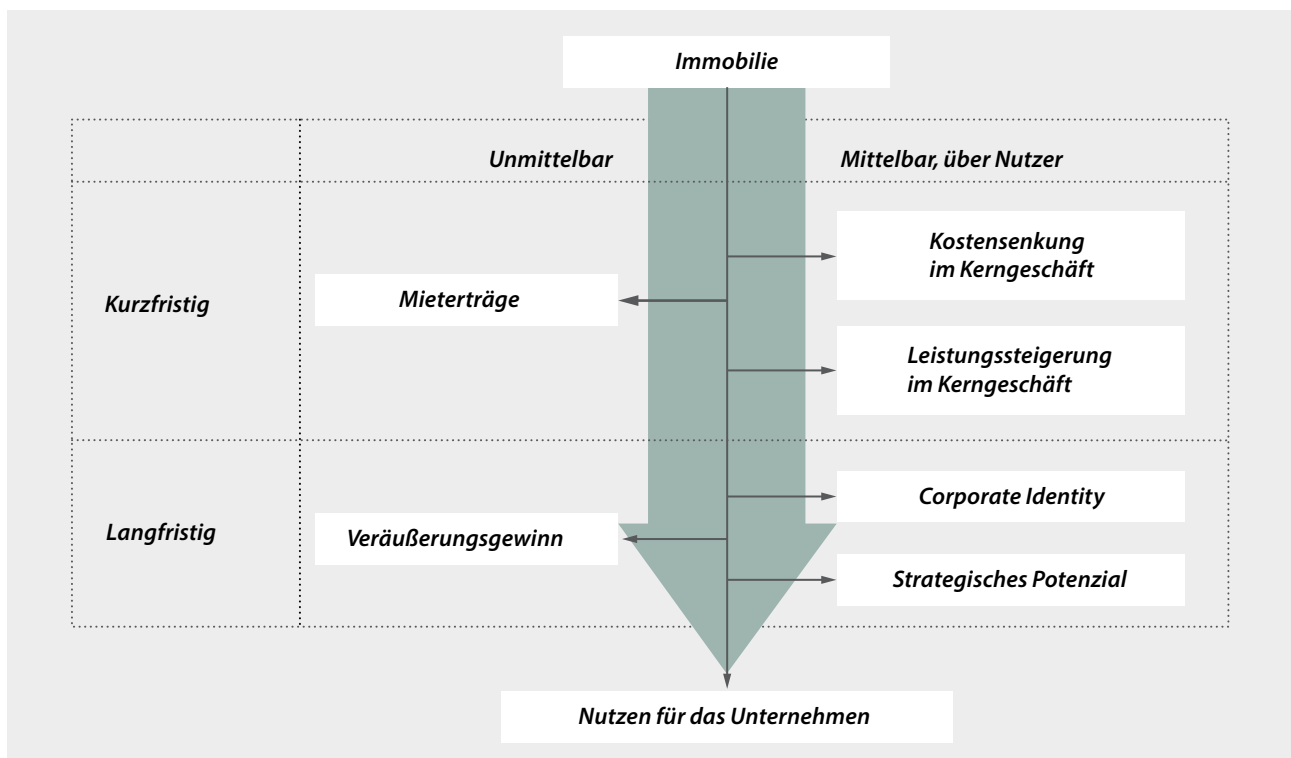 Immobilie
Unmittelbar
Mittelbar, über Nutzer
Kurzfristig
Mieterträge
Kostensenkung
im Kerngeschäft
Leistungssteigerung
im Kerngeschäft
Langfristig
Veräußerungsgewinn
Corporate Identity
Strategisches Potenzial
Nutzen für das Unternehmen